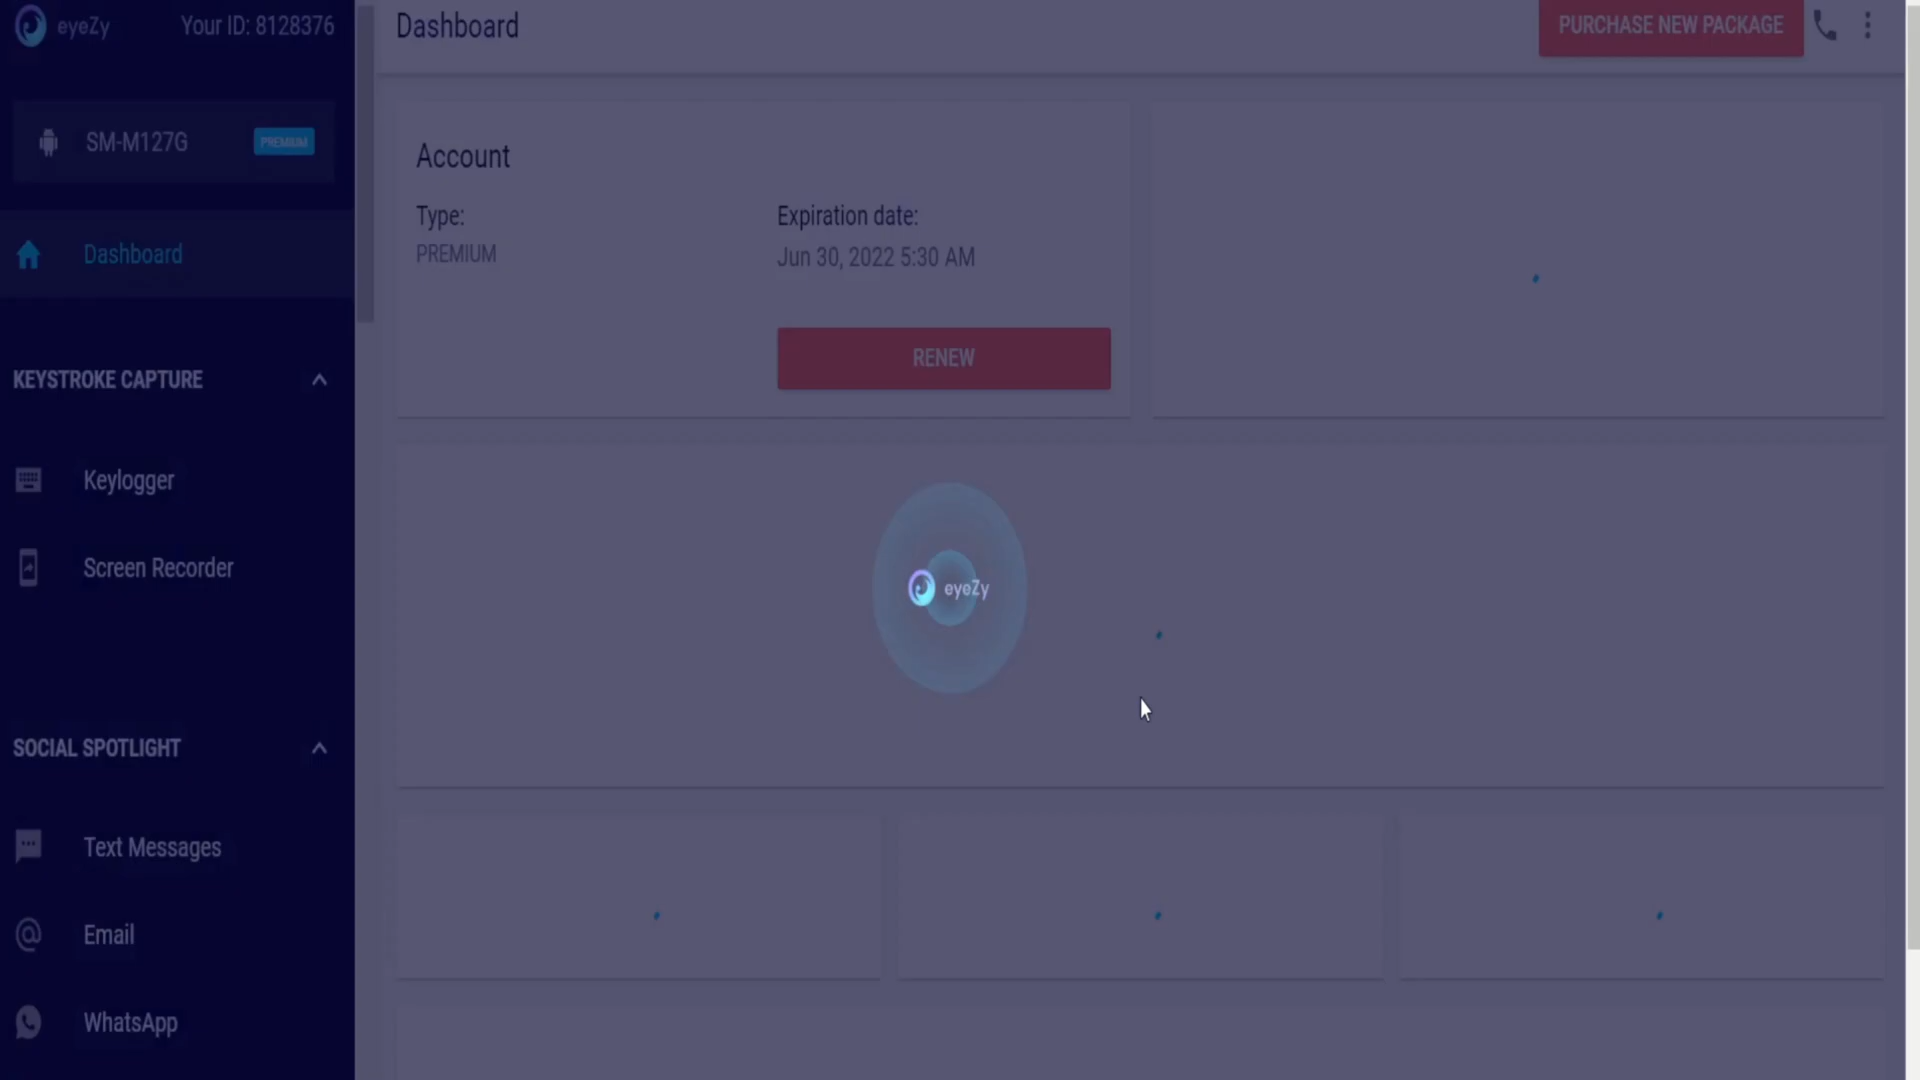 eyeZy
Your ID: 8128376
Dashboard
PURCHASE NEW PACKAGE
SM-M127G
PREMIUM
Dashboard
KEYSTROKE CAPTURE
Keylogger
Screen Recorder
SOCIAL SPOTLIGHT
Text Messages
Email
WhatsApp
Account
Type:
PREMIUM
Expiration date:
Jun 30, 2022 5:30 AM
RENEW
eyeZy